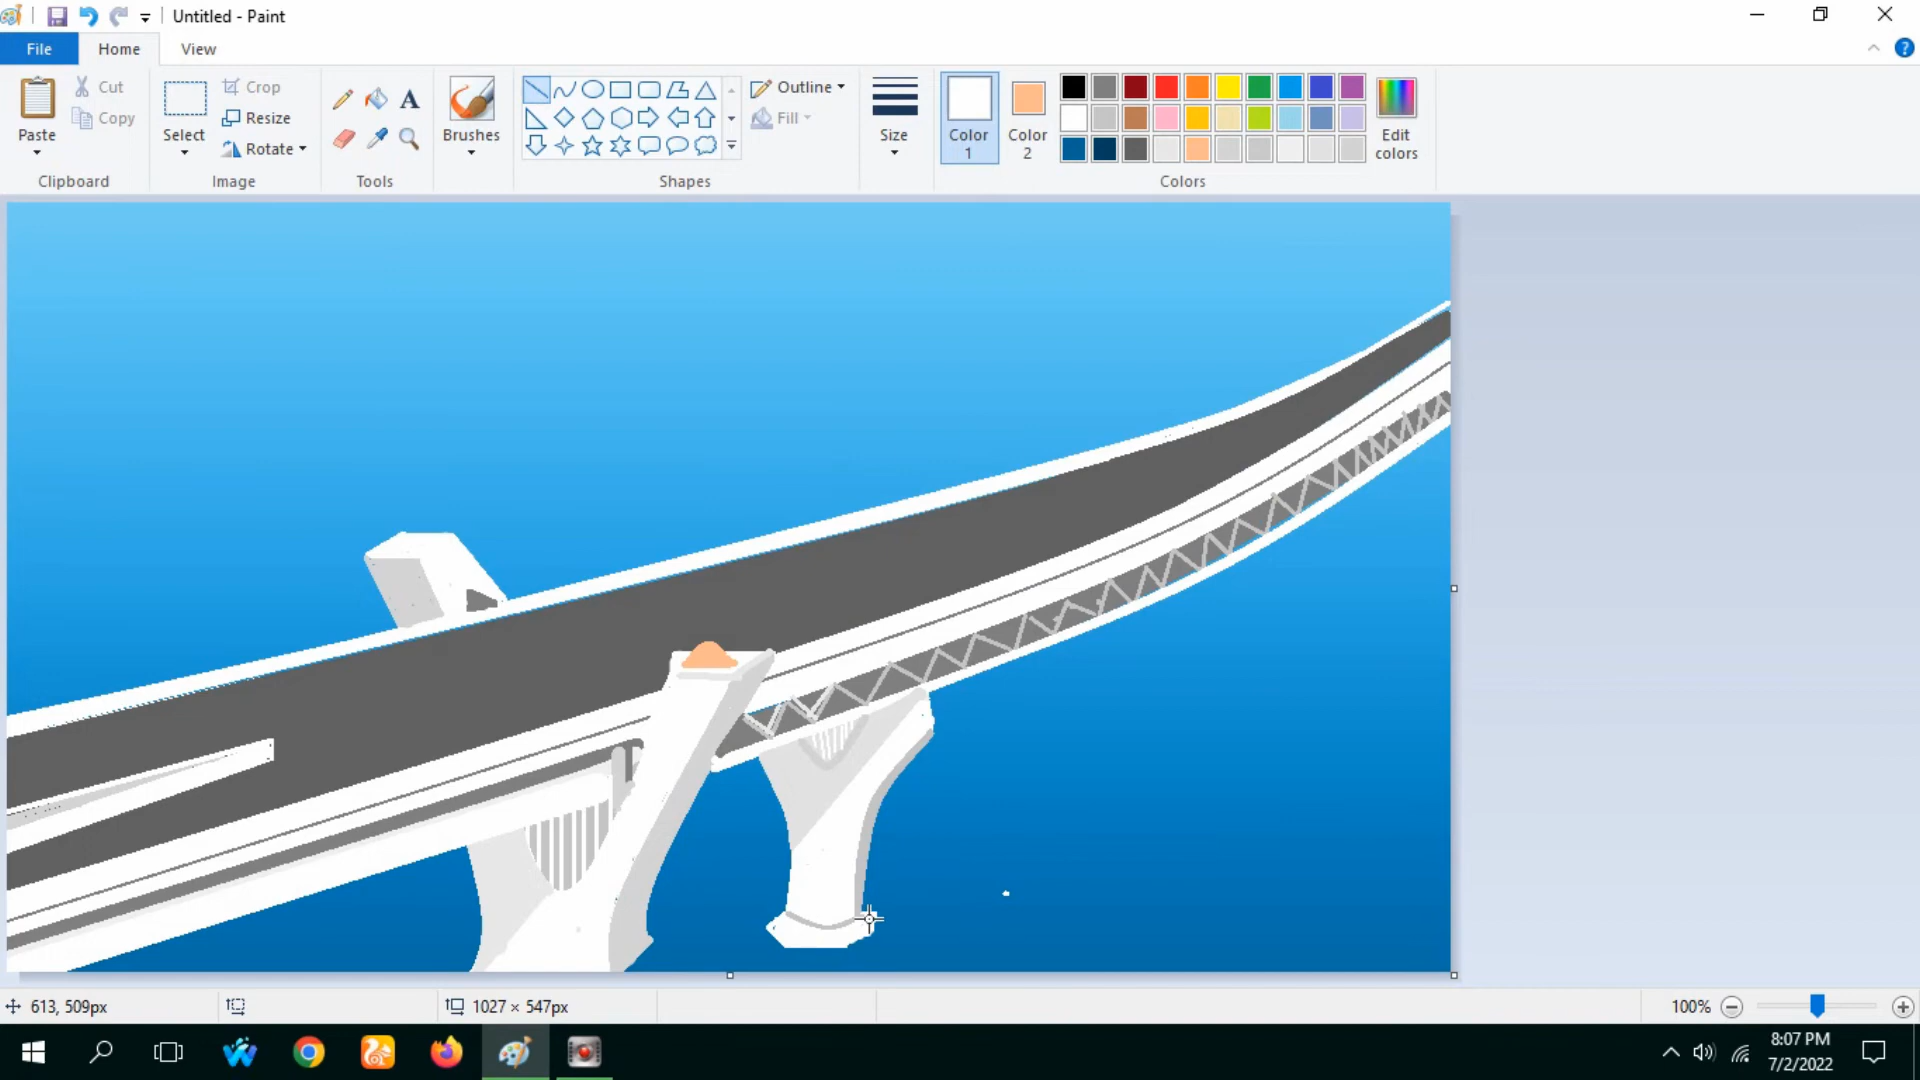 Untitled - Paint
File
Home
View
Paste
Cut
Copy
Clipboard
Select
Crop
Resize
Rotate
Image
A
Tools
Brushes
Outline
Fill
Shapes
Size
Color 1
Color 2
Edit colors
Colors
613, 509px
1027 × 547px
100%
8:07 PM
7/2/2022